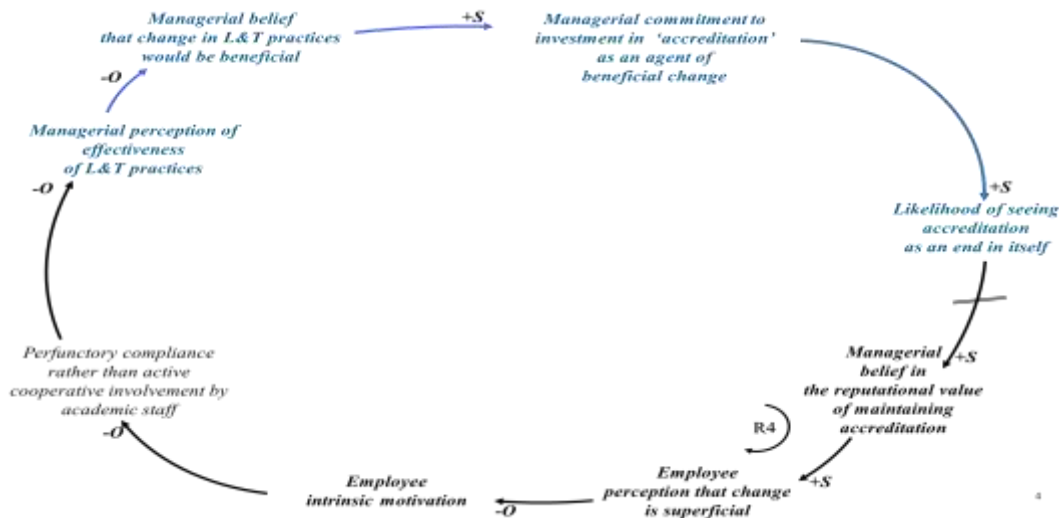 Managerial belief
that change in L&T practices
would be beneficial
+S
Managerial commitment to
investment in ‘accreditation’
as an agent of
beneficial change
-O
Managerial perception of
effectiveness
of L&T practices
-O
+S
Likelihood of seeing
accreditation
as an end in itself
Perfunctory compliance
rather than active
cooperative involvement by
academic staff
-O
Managerial
belief in
the reputational value
of maintaining
accreditation
+S
R4
Employee
intrinsic motivation
-O
Employee
perception that change
is superficial
+S
4